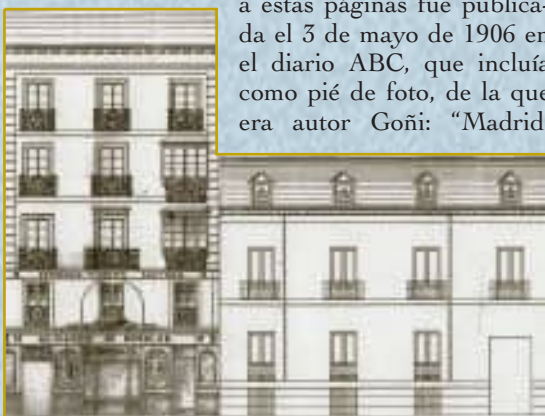 a estas páginas fue publica-
da el 3 de mayo de 1906 en
el diario ABC, que incluía
como pié de foto, de la que
era autor Goñi: “Madrid